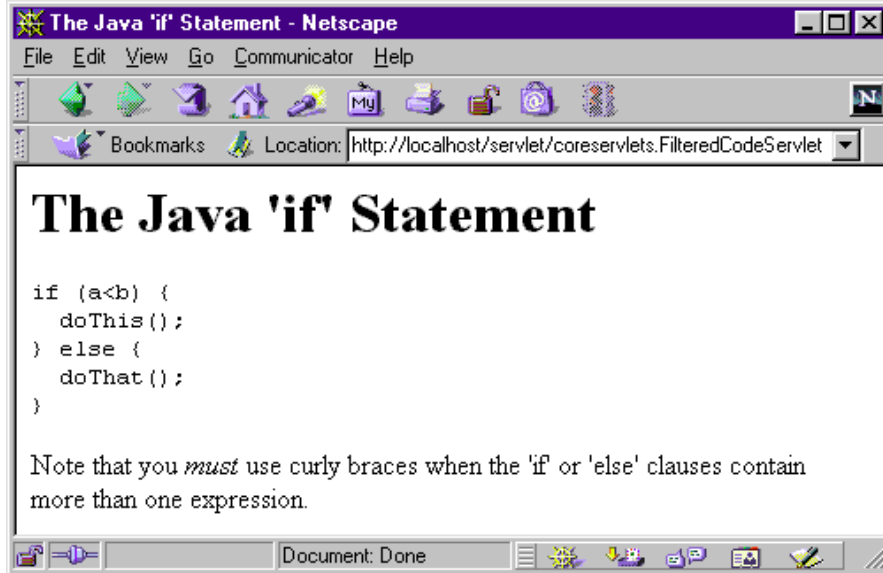 The Java 'if' Statement - Netscape
File Edit View Go Communicator Help
My @ N
Bookmarks Location: http://localhost/servlet/coreservlets.FilteredCodeServlet
The Java 'if' Statement
if (a<b) {
  doThis();
} else {
  doThat();
}
Note that you must use curly braces when the 'if' or 'else' clauses contain
more than one expression.
Document: Done